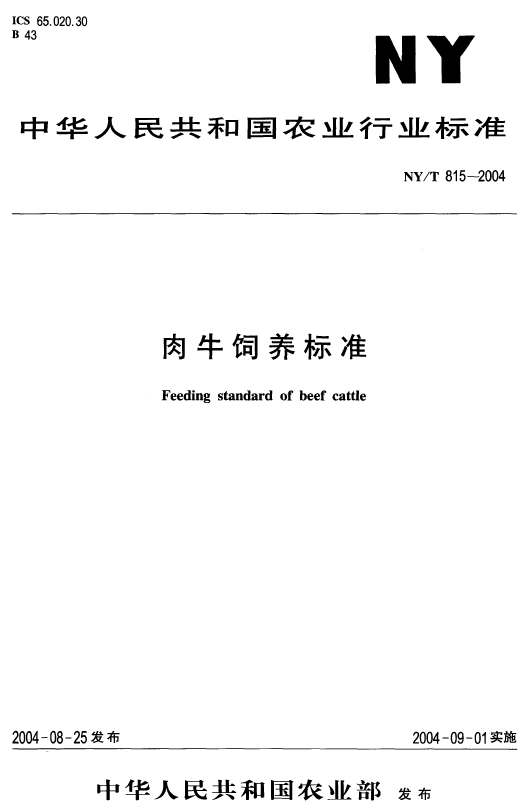 ICS 65.020.30
B 43
NY
中华人民共和国农业行业标准
NY/T 815—2004
肉牛饲养标准
Feeding standard of beef cattle
2004-08-25发布
2004-09-01实施
中华人民共和国农业部 发布